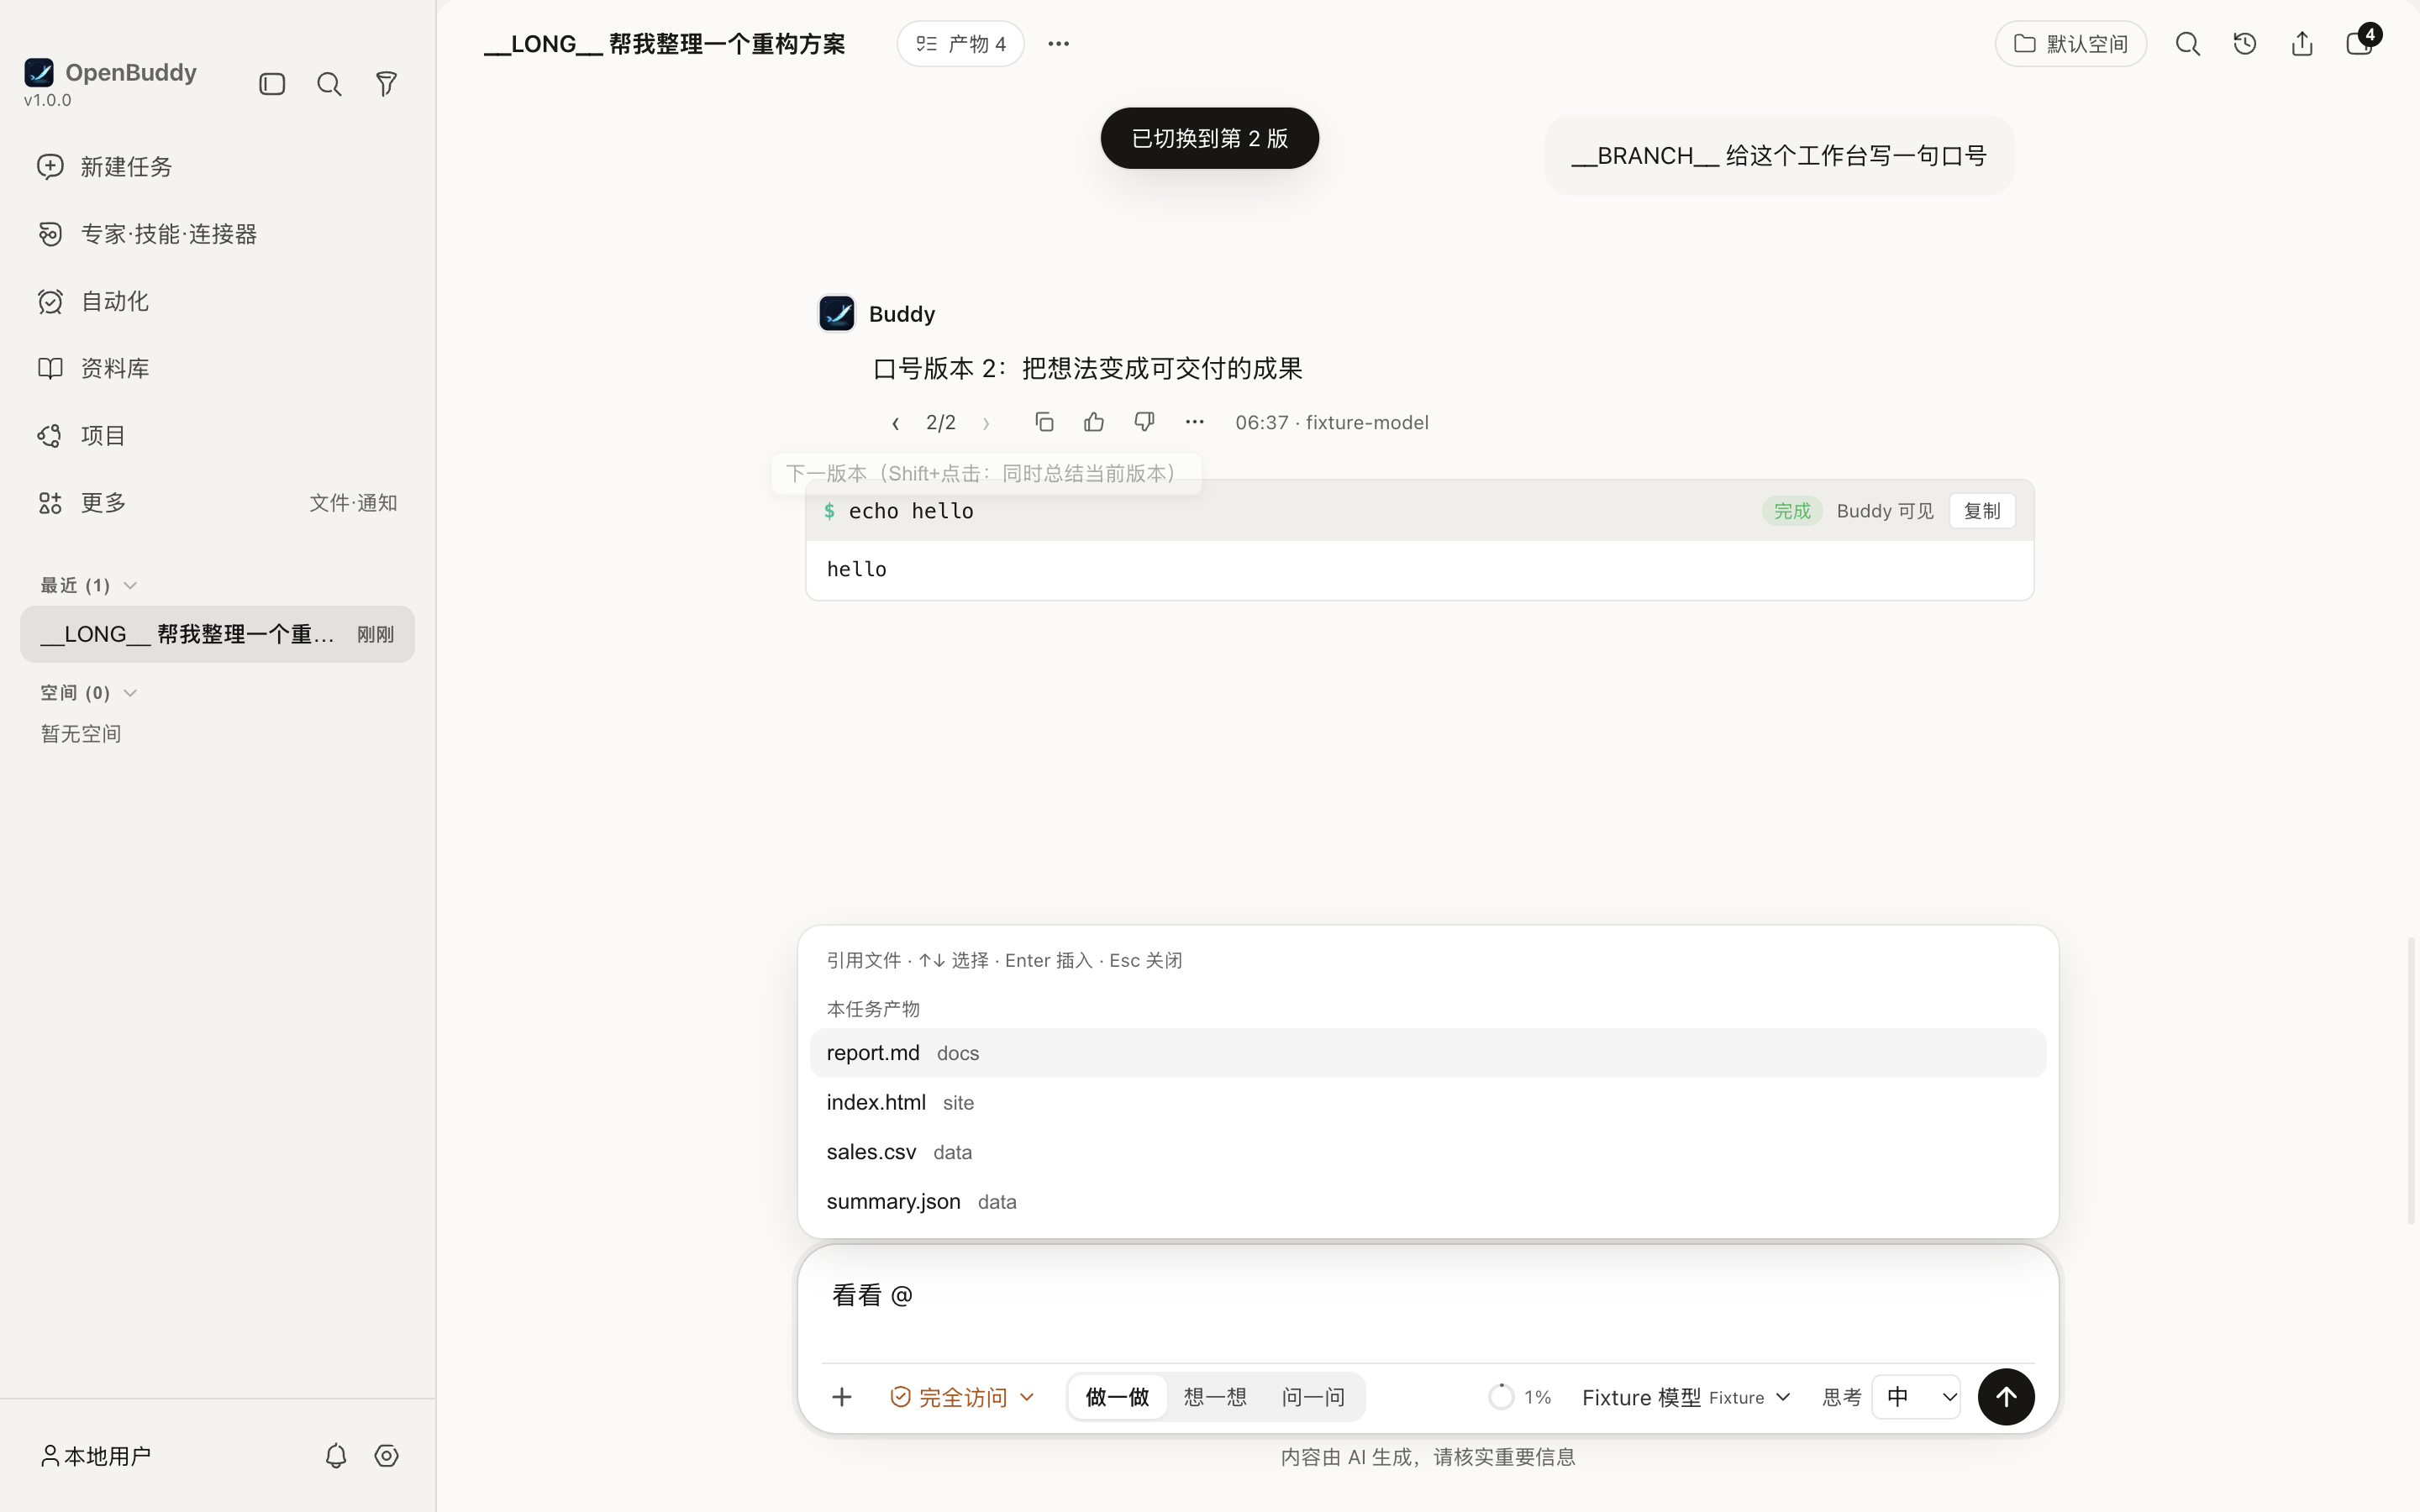 OpenBuddy
v1.0.0
新建任务
专家·技能·连接器
自动化
资料库
项目
更多 文件·通知
最近 (1)
__LONG__ 帮我整理一个重… 刚刚
空间 (0)
暂无空间
本地用户
__LONG__ 帮我整理一个重构方案 产物 4 默认空间 4
已切换到第 2 版
__BRANCH__ 给这个工作台写一句口号
Buddy
口号版本 2：把想法变成可交付的成果
2/2 06:37 · fixture-model
下一版本（Shift+点击：同时总结当前版本）
$ echo hello 完成 Buddy 可见 复制
hello
引用文件 · ↑↓ 选择 · Enter 插入 · Esc 关闭
本任务产物
report.md docs
index.html site
sales.csv data
summary.json data
看看 @
完全访问 做一做 想一想 问一问 1% Fixture 模型 Fixture 思考 中
内容由 AI 生成，请核实重要信息